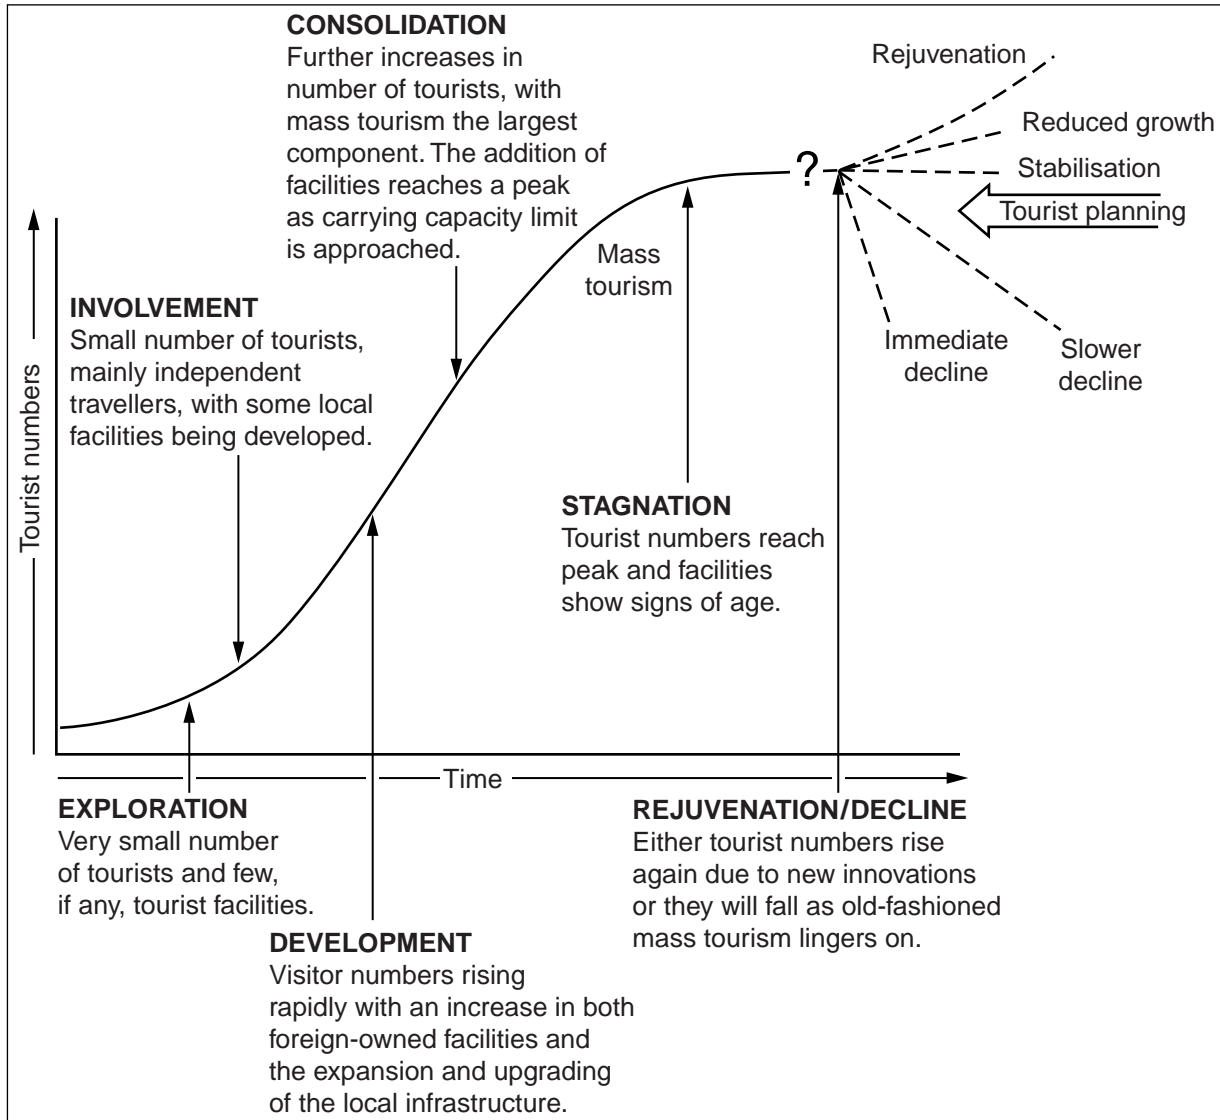 CONSOLIDATION
Further increases in
number of tourists, with
mass tourism the largest
component. The addition of
facilities reaches a peak
as carrying capacity limit
is approached.
Rejuvenation
Reduced growth
?
Stabilisation
Tourist planning
Mass
tourism
Immediate
decline
Slower
decline
INVOLVEMENT
Small number of tourists,
mainly independent
travellers, with some local
facilities being developed.
Tourist numbers
STAGNATION
Tourist numbers reach
peak and facilities
show signs of age.
Time
EXPLORATION
Very small number
of tourists and few,
if any, tourist facilities.
REJUVENATION/DECLINE
Either tourist numbers rise
again due to new innovations
or they will fall as old-fashioned
mass tourism lingers on.
DEVELOPMENT
Visitor numbers rising
rapidly with an increase in both
foreign-owned facilities and
the expansion and upgrading
of the local infrastructure.